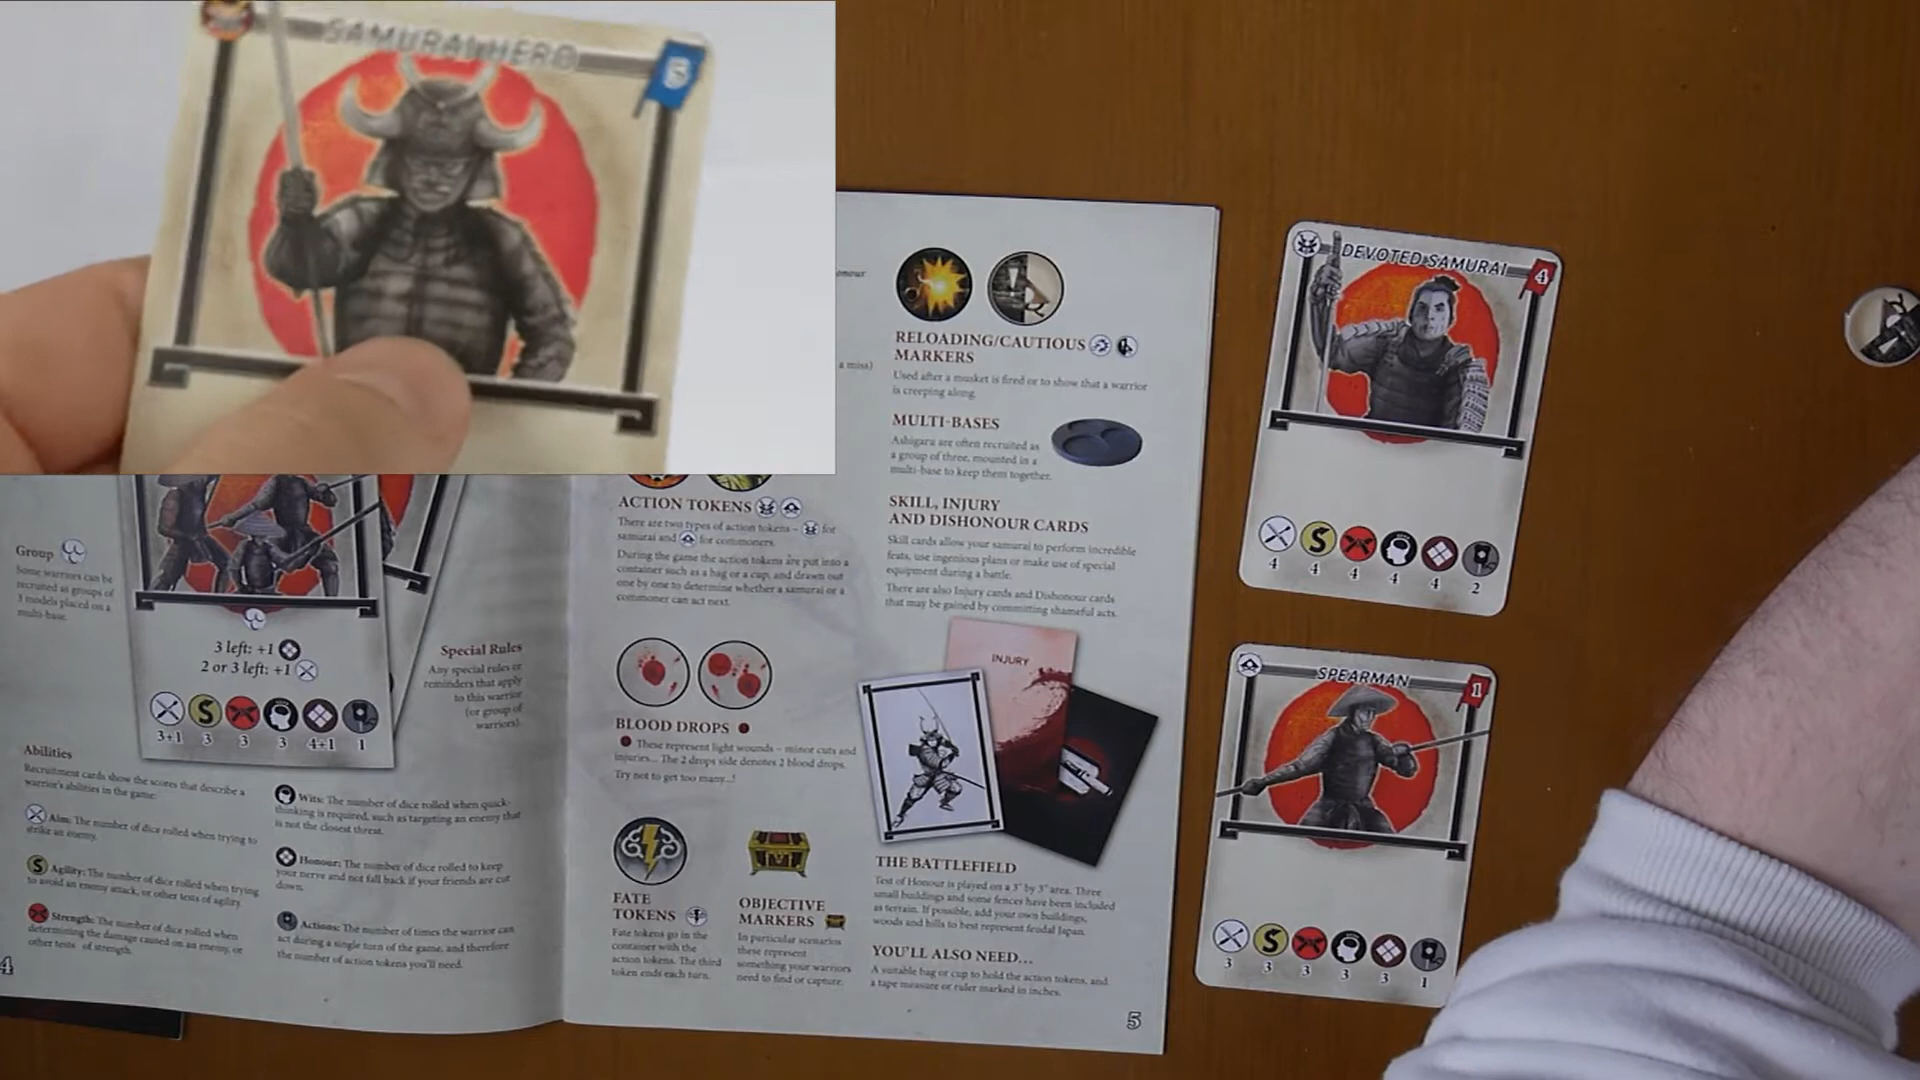 SAMURAI HERO
6
Group
Some warriors can be
recruited as groups of
3 models placed on a
multi-base.
3 left: +1
2 or 3 left: +1
3+1 3 3 3 4+1 1
Special Rules
Any special rules or
reminders that apply
to this warrior
(or group of
warriors).
Abilities
Recruitment cards show the scores that describe a
warrior's abilities in the game.
Aim: The number of dice rolled when trying to
strike an enemy.
Agility: The number of dice rolled when trying
to avoid an enemy attack, or other tests of agility.
Strength: The number of dice rolled when
determining the damage caused on an enemy, or
other tests of strength.
Wits: The number of dice rolled when quick-
thinking is required, such as targeting an enemy that
is not the closest threat.
Honour: The number of dice rolled to keep
your nerve and not fall back if your friends are cut
down.
Actions: The number of times the warrior can
act during a single turn of the game, and therefore
the number of action tokens you'll need.
4
onour
a miss)
ACTION TOKENS
There are two types of action tokens – for
samurai and for commoners.
During the game the action tokens are put into a
container such as a bag or a cup, and drawn out
one by one to determine whether a samurai or a
commoner can act next.
BLOOD DROPS
These represent light wounds – minor cuts and
injuries... The 2 drops side denotes 2 blood drops.
Try not to get too many...!
FATE
TOKENS
Fate tokens go in the
container with the
action tokens. The third
token ends each turn.
OBJECTIVE
MARKERS
In particular scenarios
these represent
something your warriors
need to find or capture.
RELOADING/CAUTIOUS
MARKERS
Used after a musket is fired or to show that a warrior
is creeping along.
MULTI-BASES
Ashigaru are often recruited as
a group of three, mounted in a
multi-base to keep them together.
SKILL, INJURY
AND DISHONOUR CARDS
Skill cards allow your samurai to perform incredible
feats, use ingenious plans or make use of special
equipment during a battle.
There are also Injury cards and Dishonour cards
that may be gained by committing shameful acts.
INJURY
THE BATTLEFIELD
Test of Honour is played on a 3' by 3' area. Three
small buildings and some fences have been included
as terrain. If possible, add your own buildings,
woods and hills to best represent feudal Japan.
YOU'LL ALSO NEED...
A suitable bag or cup to hold the action tokens, and
a tape measure or ruler marked in inches.
5
DEVOTED SAMURAI
4
4 4 4 4 4 2
SPEARMAN
1
3 3 3 3 3 1